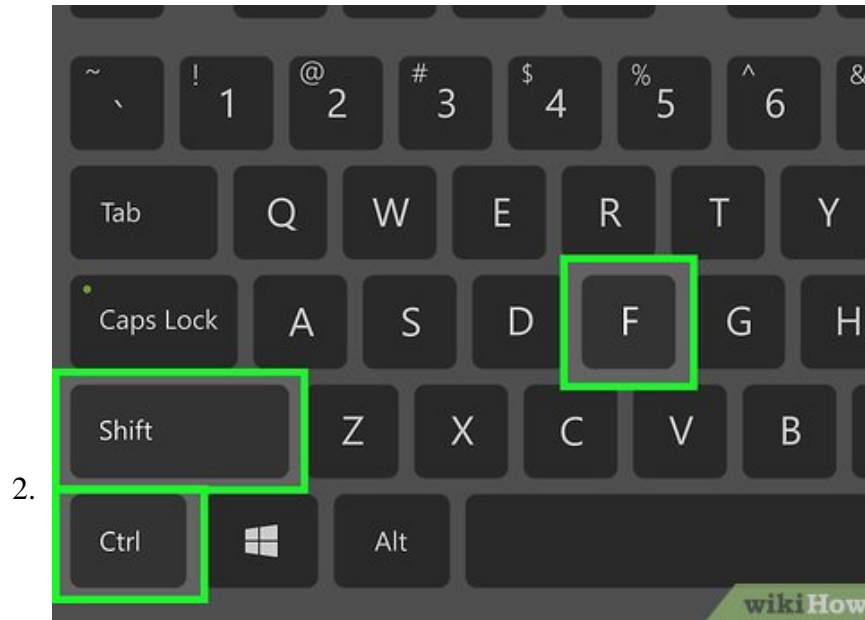 ~ ` ! 1 @ 2 # 3 $ 4 % 5 ^ 6 &
Tab Q W E R T Y
Caps Lock A S D F G H
Shift Z X C V B
2.
Ctrl Alt
wikiHow